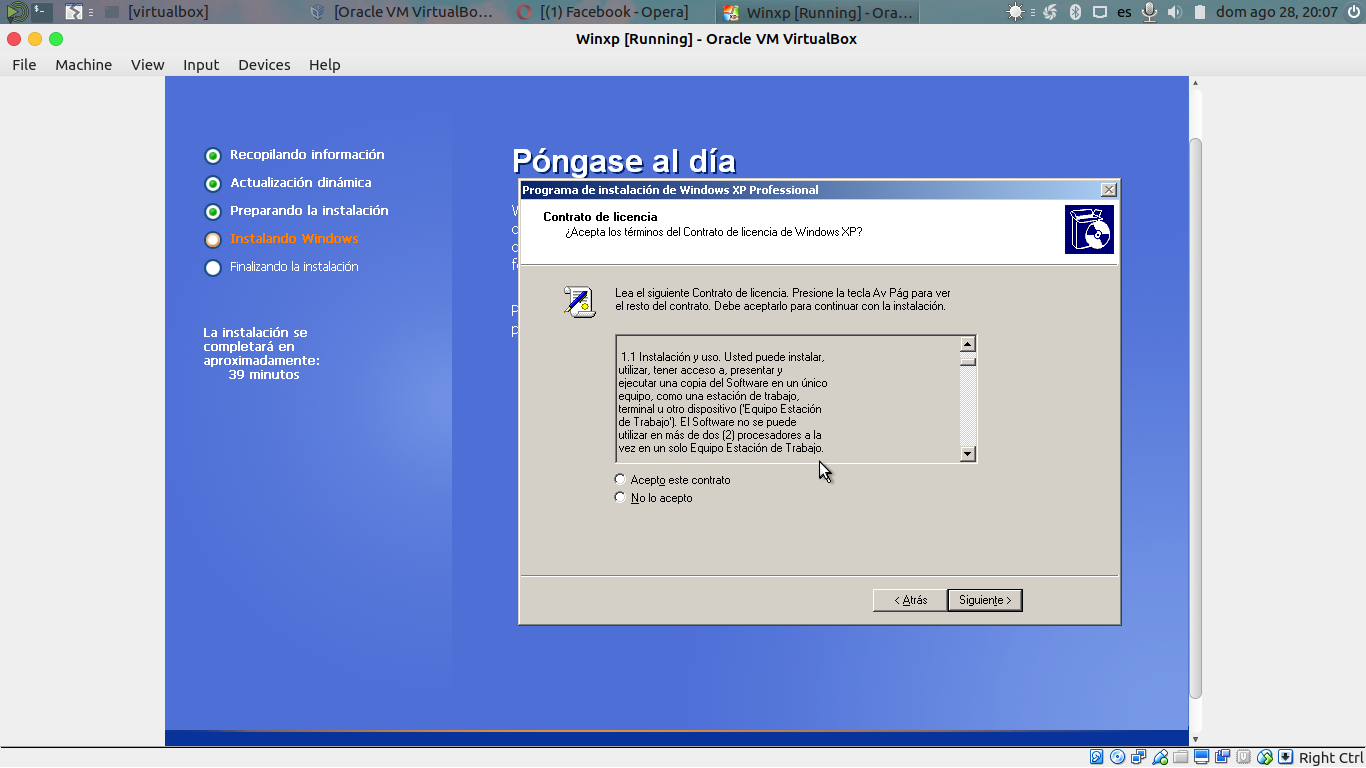 [virtualbox]
[Oracle VM VirtualBo...
[(1) Facebook - Opera]
Winxp [Running] - Ora...
es
dom ago 28, 20:07
Winxp [Running] - Oracle VM VirtualBox
File Machine View Input Devices Help
Recopilando información
Actualización dinámica
Preparando la instalación
Instalando Windows
Finalizando la instalación
La instalación se
completará en
aproximadamente:
39 minutos
Póngase al día
Programa de instalación de Windows XP Professional
Contrato de licencia
¿Acepta los términos del Contrato de licencia de Windows XP?
Lea el siguiente Contrato de licencia. Presione la tecla Av Pág para ver
el resto del contrato. Debe aceptarlo para continuar con la instalación.
1.1 Instalación y uso. Usted puede instalar,
utilizar, tener acceso a, presentar y
ejecutar una copia del Software en un único
equipo, como una estación de trabajo,
terminal u otro dispositivo ('Equipo Estación
de Trabajo'). El Software no se puede
utilizar en más de dos (2) procesadores a la
vez en un solo Equipo Estación de Trabajo.
Acepto este contrato
No lo acepto
< Atrás
Siguiente >
Right Ctrl